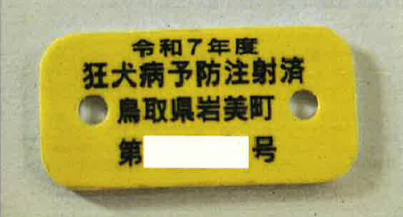 令和7年度
狂犬病予防注射済
鳥取県岩美町
第 号